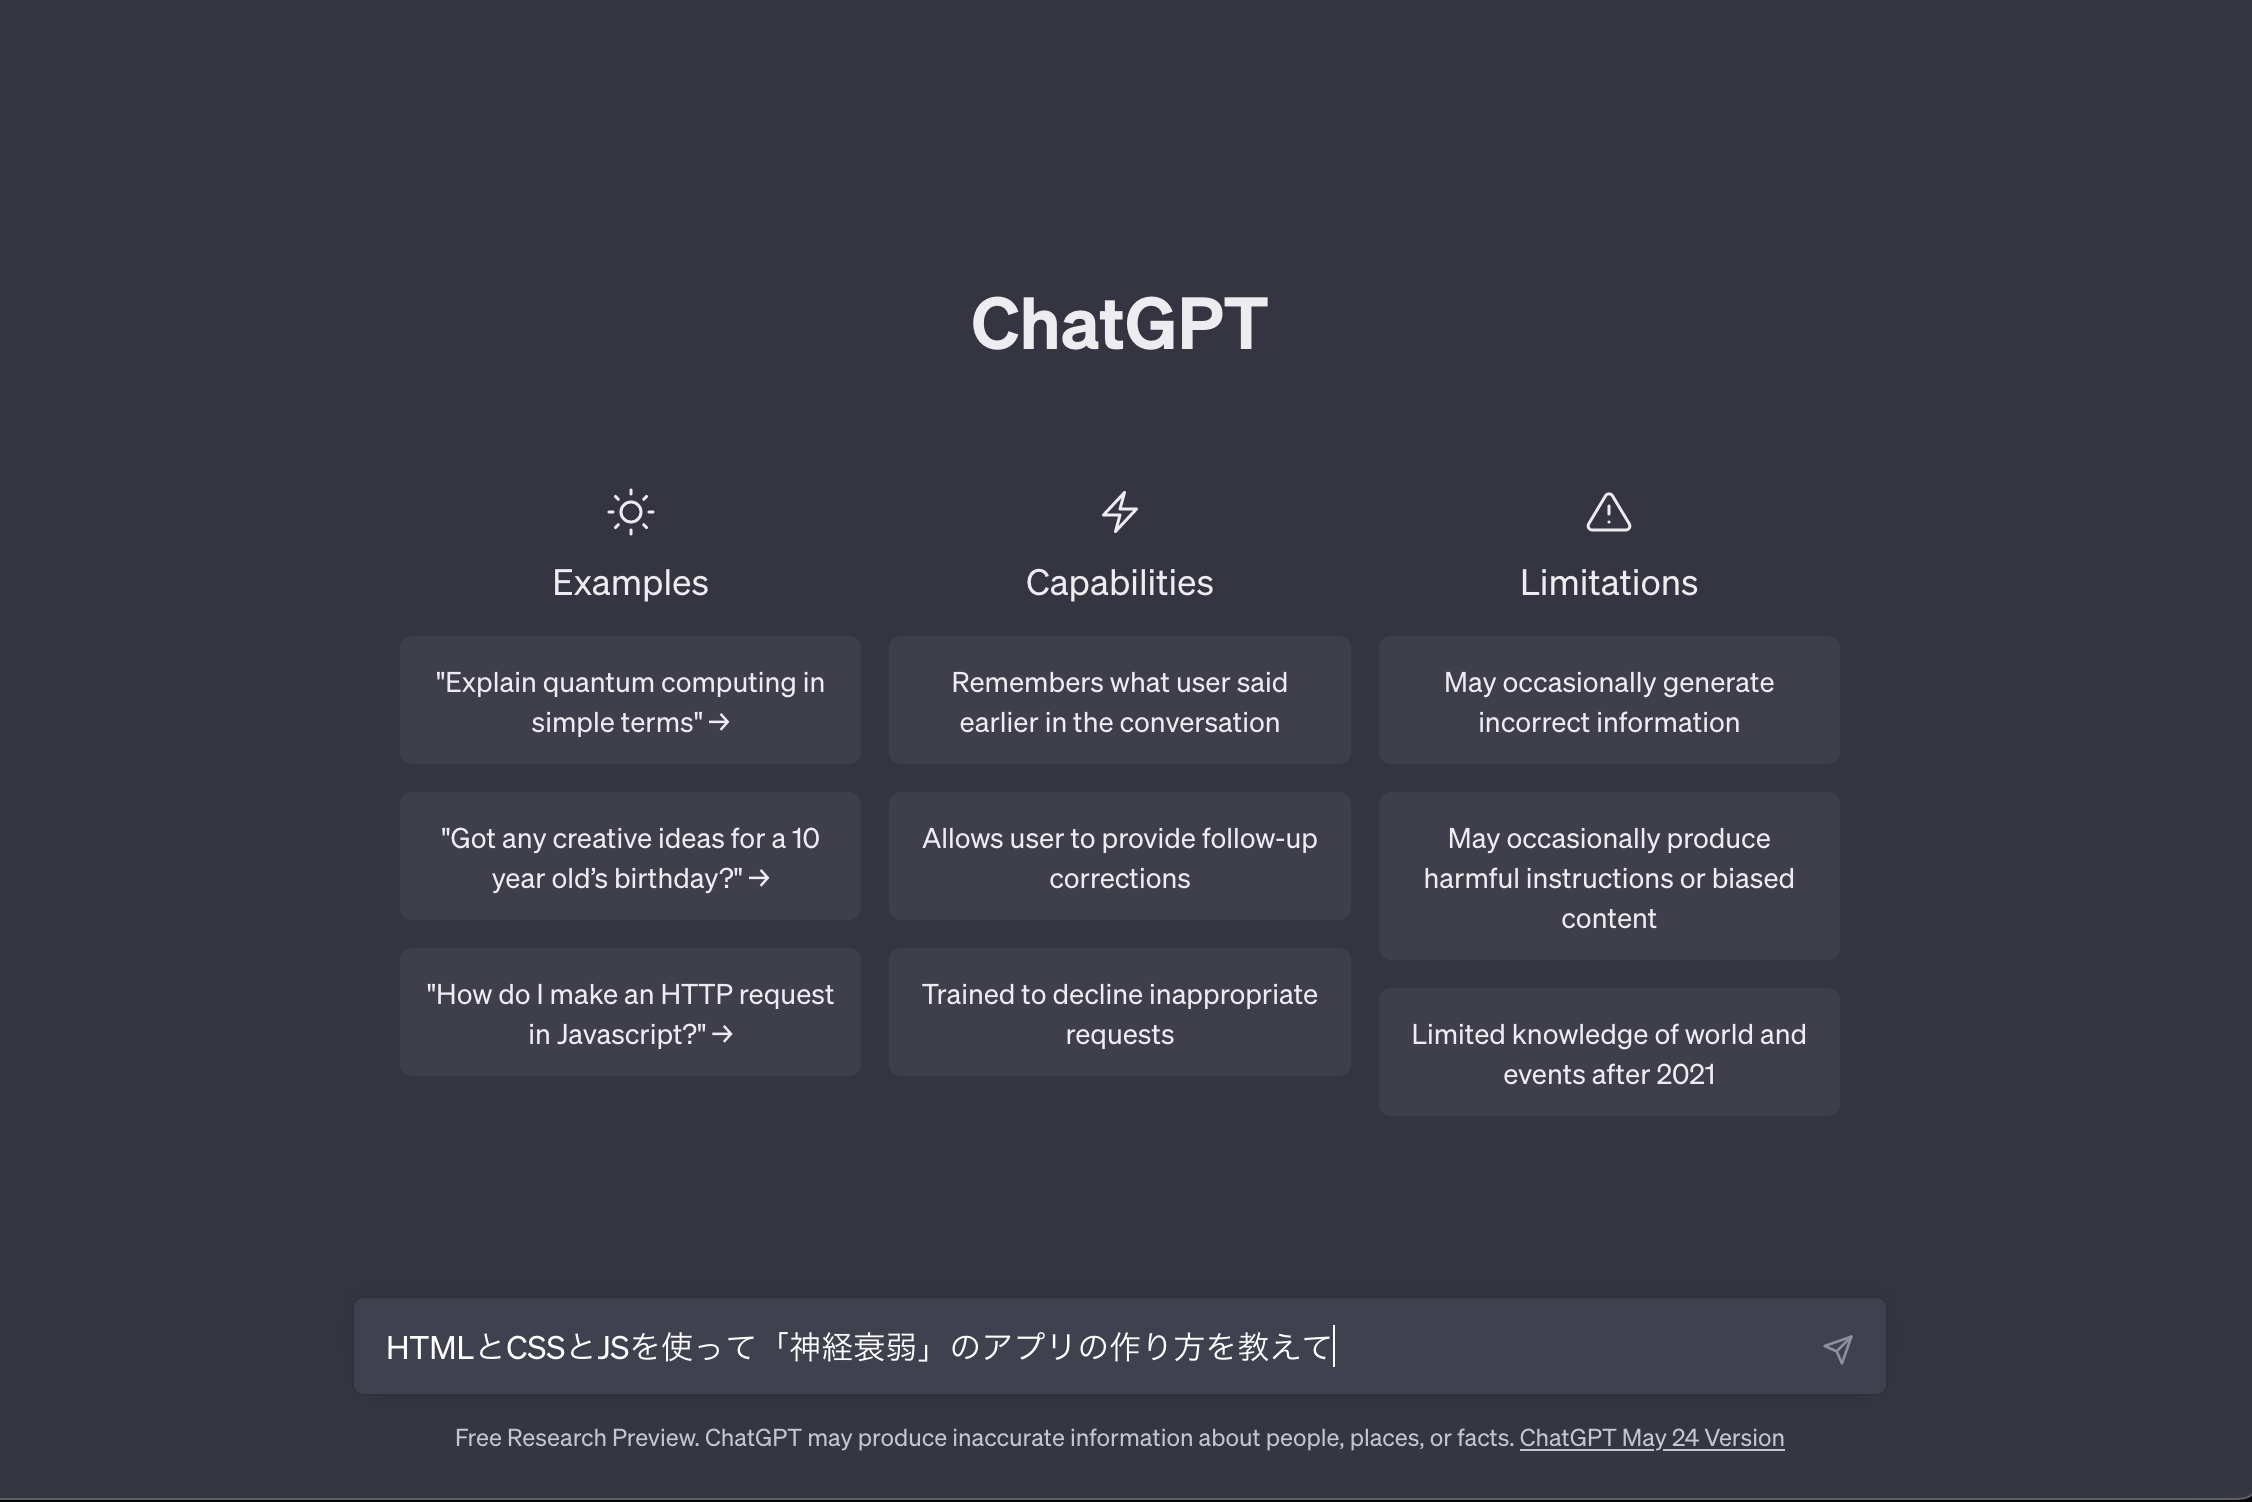 ChatGPT
Examples
"Explain quantum computing in
simple terms" →
"Got any creative ideas for a 10
year old’s birthday?" →
"How do I make an HTTP request
in Javascript?" →
Capabilities
Remembers what user said
earlier in the conversation
Allows user to provide follow-up
corrections
Trained to decline inappropriate
requests
Limitations
May occasionally generate
incorrect information
May occasionally produce
harmful instructions or biased
content
Limited knowledge of world and
events after 2021
HTMLとCSSとJSを使って「神経衰弱」のアプリの作り方を教えて
Free Research Preview. ChatGPT may produce inaccurate information about people, places, or facts. ChatGPT May 24 Version